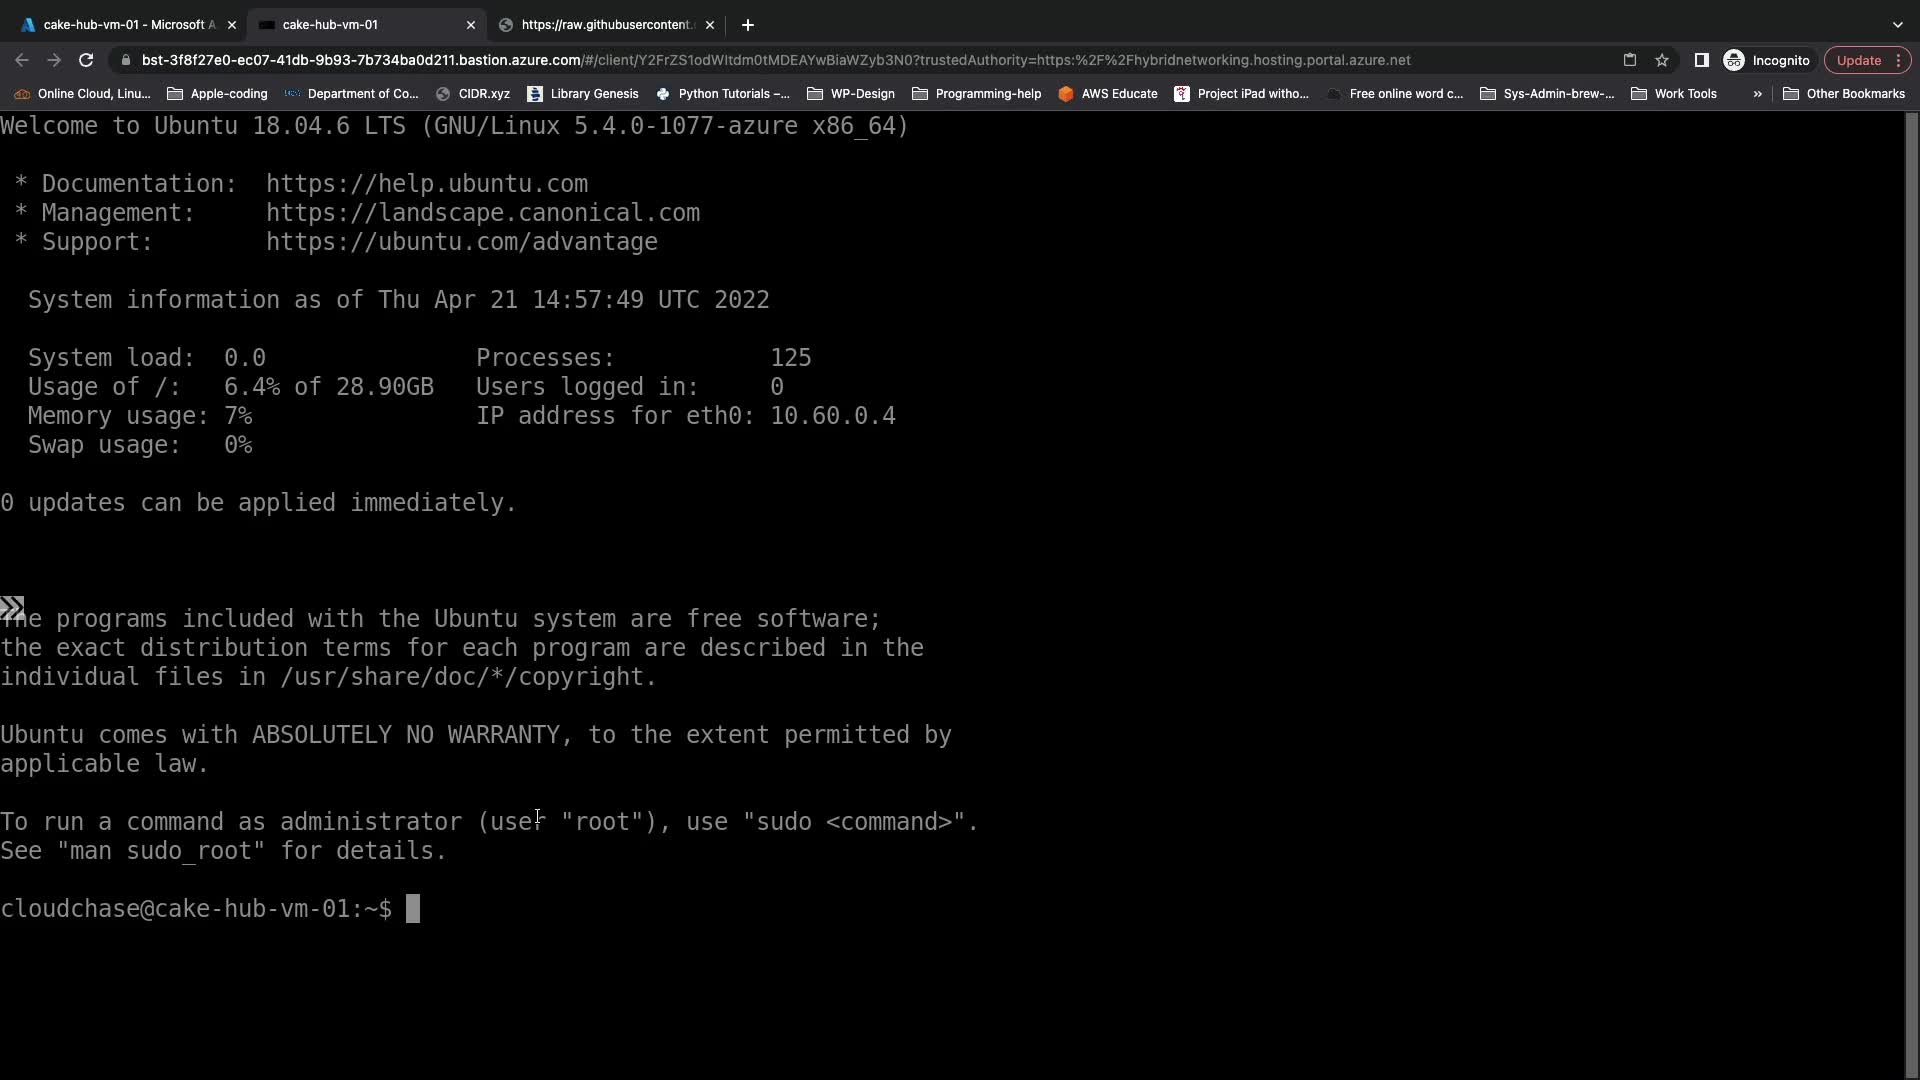 cake-hub-vm-01 - Microsoft A
cake-hub-vm-01
https://raw.githubusercontent.
bst-3f8f27e0-ec07-41db-9b93-7b734ba0d211.bastion.azure.com/#/client/Y2FrZS1odWItdm0tMDEAYwBiaWZyb3N0?trustedAuthority=https:%2F%2Fhybridnetworking.hosting.portal.azure.net
Incognito
Update
Online Cloud, Linu...
Apple-coding
Department of Co...
CIDR.xyz
Library Genesis
Python Tutorials –...
WP-Design
Programming-help
AWS Educate
Project iPad witho...
Free online word c...
Sys-Admin-brew-...
Work Tools
»
Other Bookmarks
Welcome to Ubuntu 18.04.6 LTS (GNU/Linux 5.4.0-1077-azure x86_64)
* Documentation:  https://help.ubuntu.com
* Management:     https://landscape.canonical.com
* Support:        https://ubuntu.com/advantage
System information as of Thu Apr 21 14:57:49 UTC 2022
System load:  0.0               Processes:           125
Usage of /:   6.4% of 28.90GB   Users logged in:     0
Memory usage: 7%                IP address for eth0: 10.60.0.4
Swap usage:   0%
0 updates can be applied immediately.
The programs included with the Ubuntu system are free software;
the exact distribution terms for each program are described in the
individual files in /usr/share/doc/*/copyright.
Ubuntu comes with ABSOLUTELY NO WARRANTY, to the extent permitted by
applicable law.
To run a command as administrator (user "root"), use "sudo <command>".
See "man sudo_root" for details.
cloudchase@cake-hub-vm-01:~$